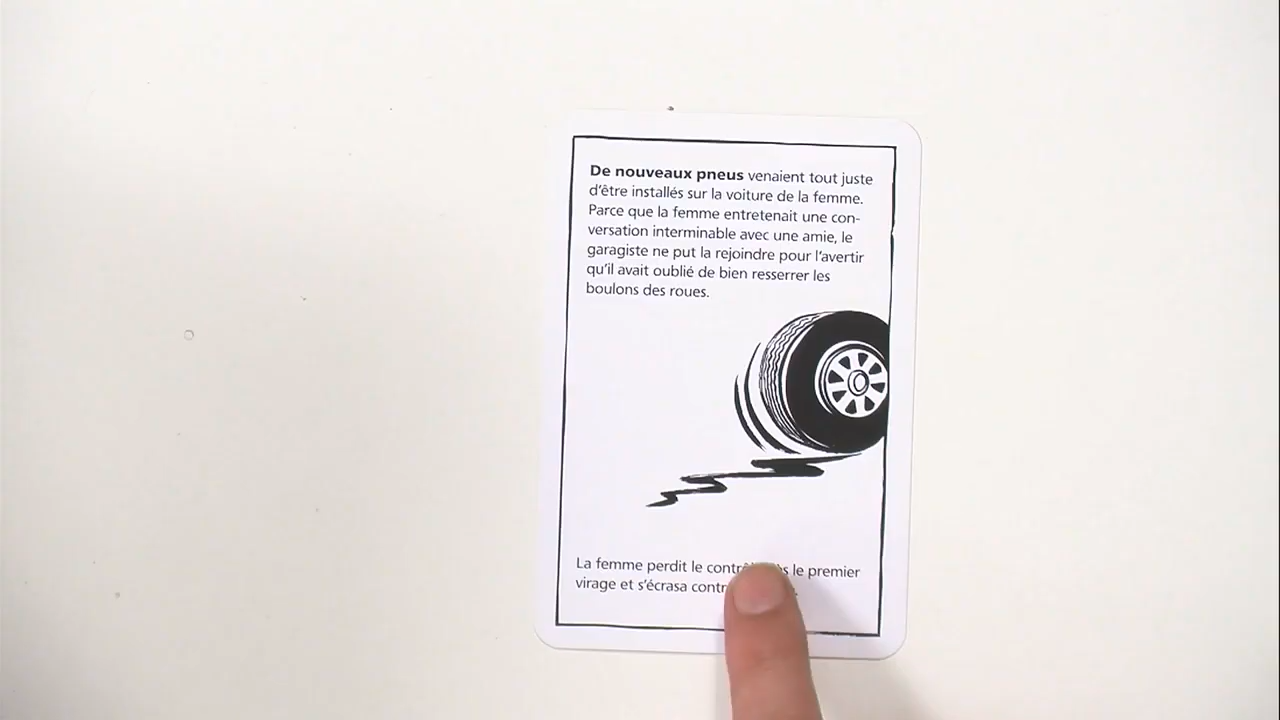 De nouveaux pneus venaient tout juste
d'être installés sur la voiture de la femme.
Parce que la femme entretenait une con-
versation interminable avec une amie, le
garagiste ne put la rejoindre pour l'avertir
qu'il avait oublié de bien resserrer les
boulons des roues.
La femme perdit le le premier
virage et s'écrasa